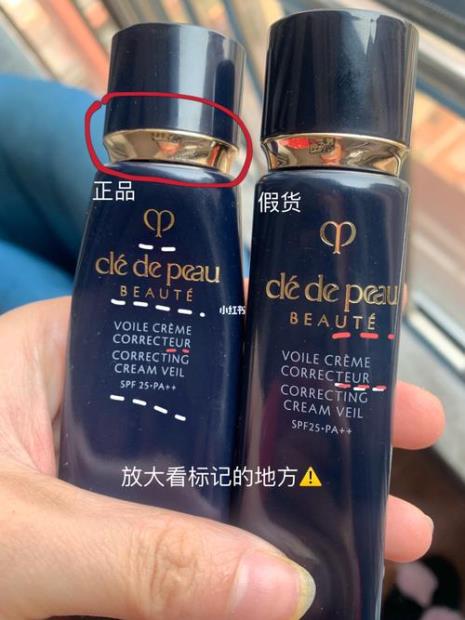 正品
假货
clé de peau
BEAUTÉ
小红书
VOILE CRÈME
CORRECTEUR
CORRECTING
CREAM VEIL
SPF 25·PA++
clé de peau
BEAUTÉ
VOILE CRÈME
CORRECTEUR
CORRECTING
CREAM VEIL
SPF25·PA++
放大看标记的地方⚠️